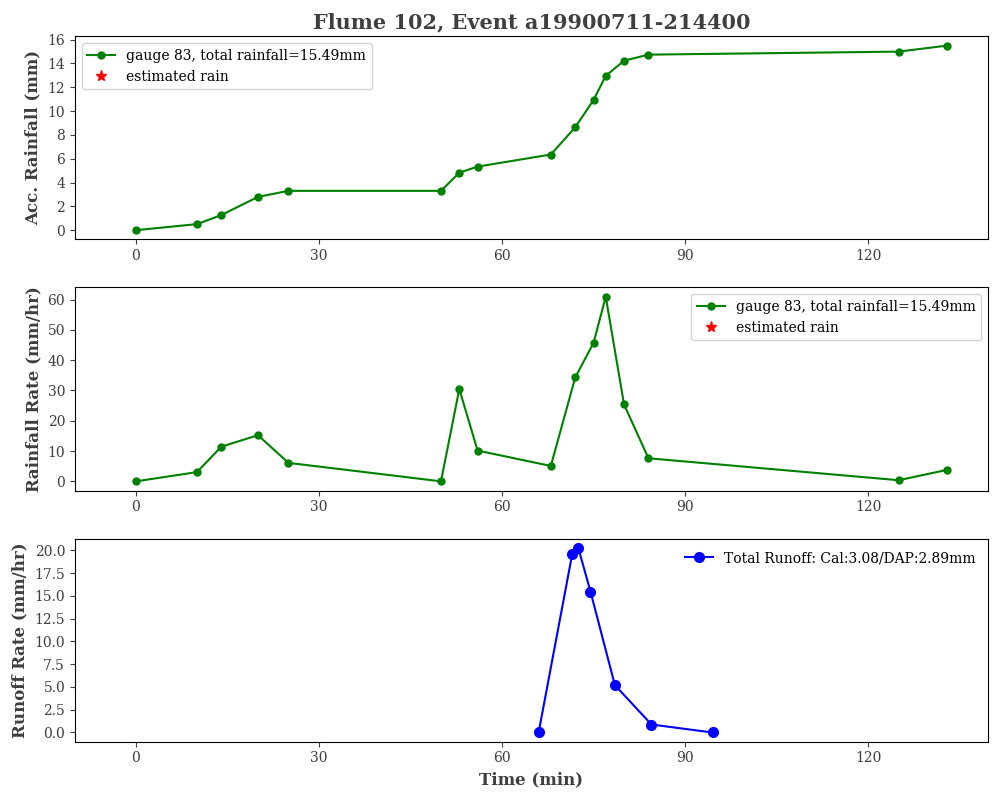 Flume 102, Event a19900711-214400
Acc. Rainfall (mm)
16
14
12
10
8
6
4
2
0
gauge 83, total rainfall=15.49mm
estimated rain
0 30 60 90 120
Rainfall Rate (mm/hr)
60
50
40
30
20
10
0
gauge 83, total rainfall=15.49mm
estimated rain
0 30 60 90 120
Runoff Rate (mm/hr)
20.0
17.5
15.0
12.5
10.0
7.5
5.0
2.5
0.0
Total Runoff: Cal:3.08/DAP:2.89mm
0 30 60 90 120
Time (min)